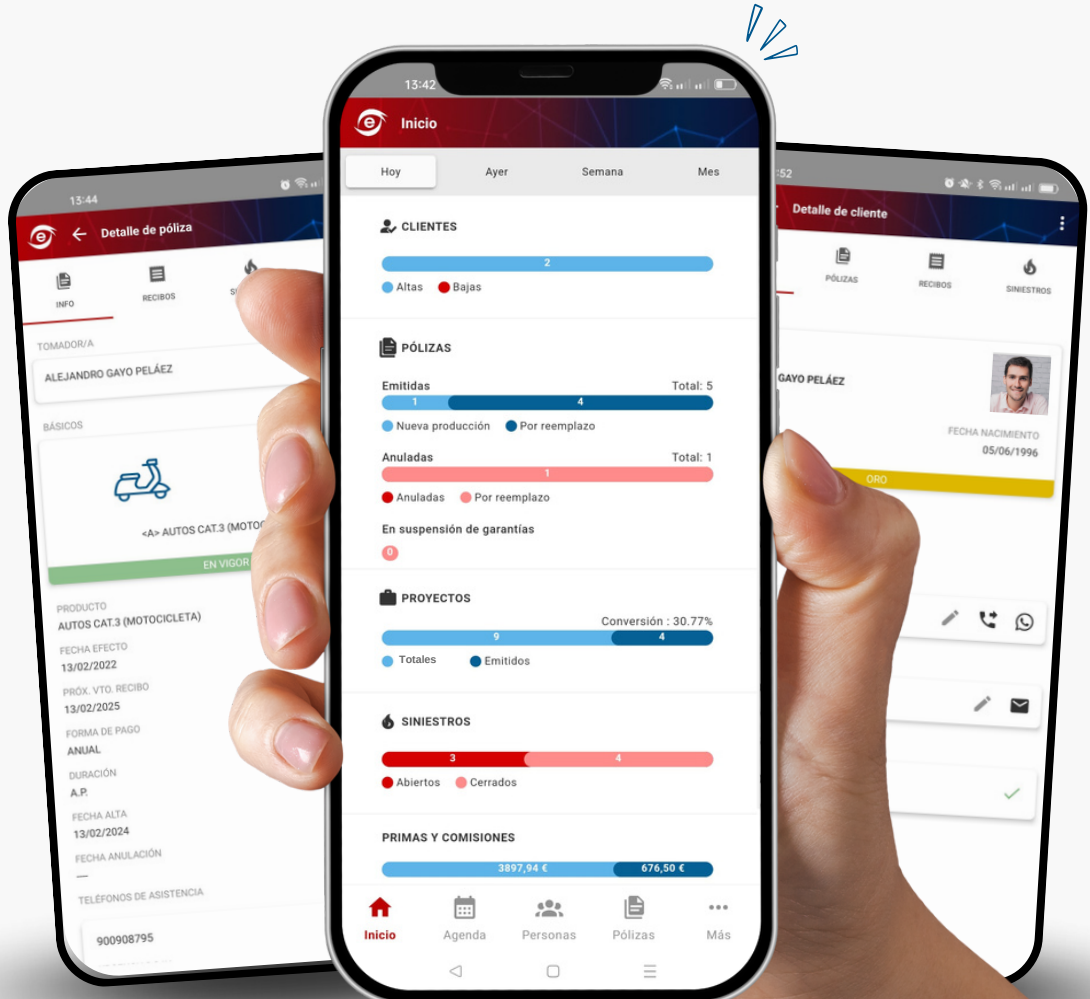 13:44
e
Detalle de póliza
INFO
RECIBOS
TOMADOR/A
ALEJANDRO GAYO PELÁEZ
BÁSICOS
<A> AUTOS CAT.3
EN VIGOR
PRODUCTO
AUTOS CAT.3 (MOTOCICLETA)
FECHA EFECTO
13/02/2022
PRÓX. VTO. RECIBO
13/02/2025
FORMA DE PAGO
ANUAL
DURACIÓN
A.P.
FECHA ALTA
13/02/2024
FECHA ANULACIÓN
—
TELÉFONOS DE ASISTENCIA
900908795
13:42
e
Inicio
Hoy Ayer Semana Mes
CLIENTES
2
Altas Bajas
PÓLIZAS
Emitidas Total: 5
1 4
Nueva producción Por reemplazo
Anuladas Total: 1
1
Anuladas Por reemplazo
En suspensión de garantías
0
PROYECTOS
Conversión : 30.77%
9 4
Totales Emitidos
SINIESTROS
3 4
Abiertos Cerrados
PRIMAS Y COMISIONES
3897,94 € 676,50 €
Inicio Agenda Personas Pólizas Más
:52
Detalle de cliente
PÓLIZAS
RECIBOS
SINIESTROS
GAYO PELÁEZ
FECHA NACIMIENTO
05/06/1996
ORO